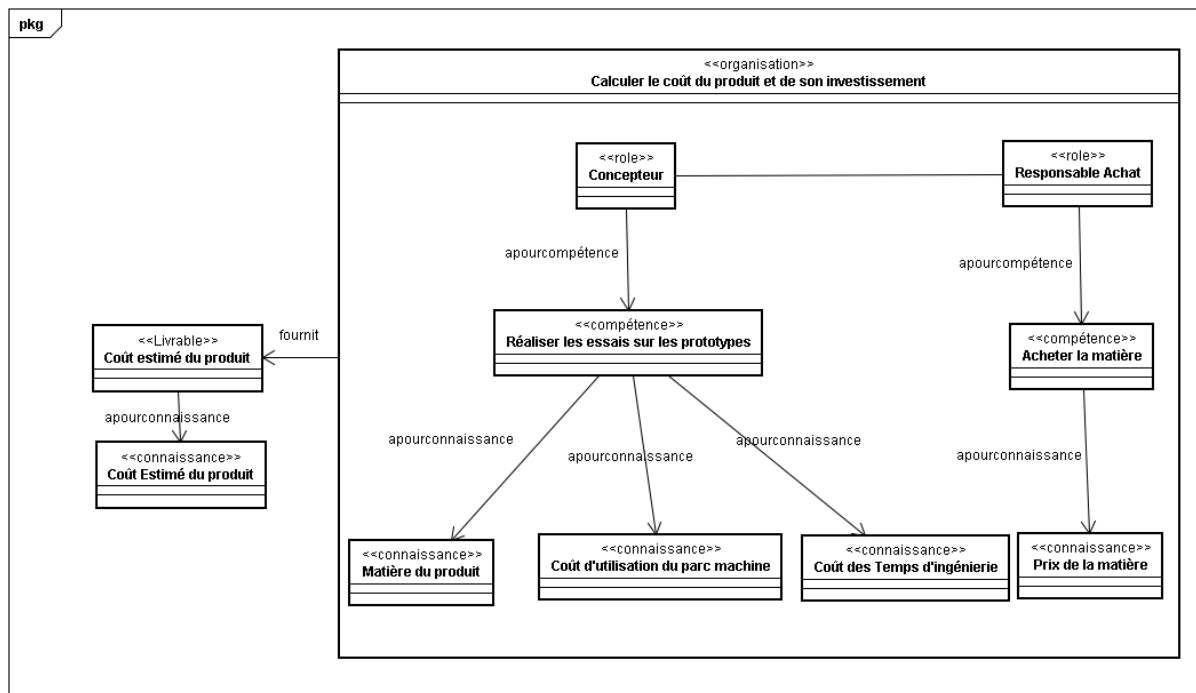 pkg
<<organisation>>
Calculer le coût du produit et de son investissement
<<role>>
Concepteur
<<role>>
Responsable Achat
apourcompétence
apourcompétence
<<compétence>>
Réaliser les essais sur les prototypes
<<compétence>>
Acheter la matière
fournit
<<Livrable>>
Coût estimé du produit
apourconnaissance
<<connaissance>>
Coût Estimé du produit
apourconnaissance
apourconnaissance
apourconnaissance
apourconnaissance
<<connaissance>>
Matière du produit
<<connaissance>>
Coût d'utilisation du parc machine
<<connaissance>>
Coût des Temps d'ingénierie
<<connaissance>>
Prix de la matière